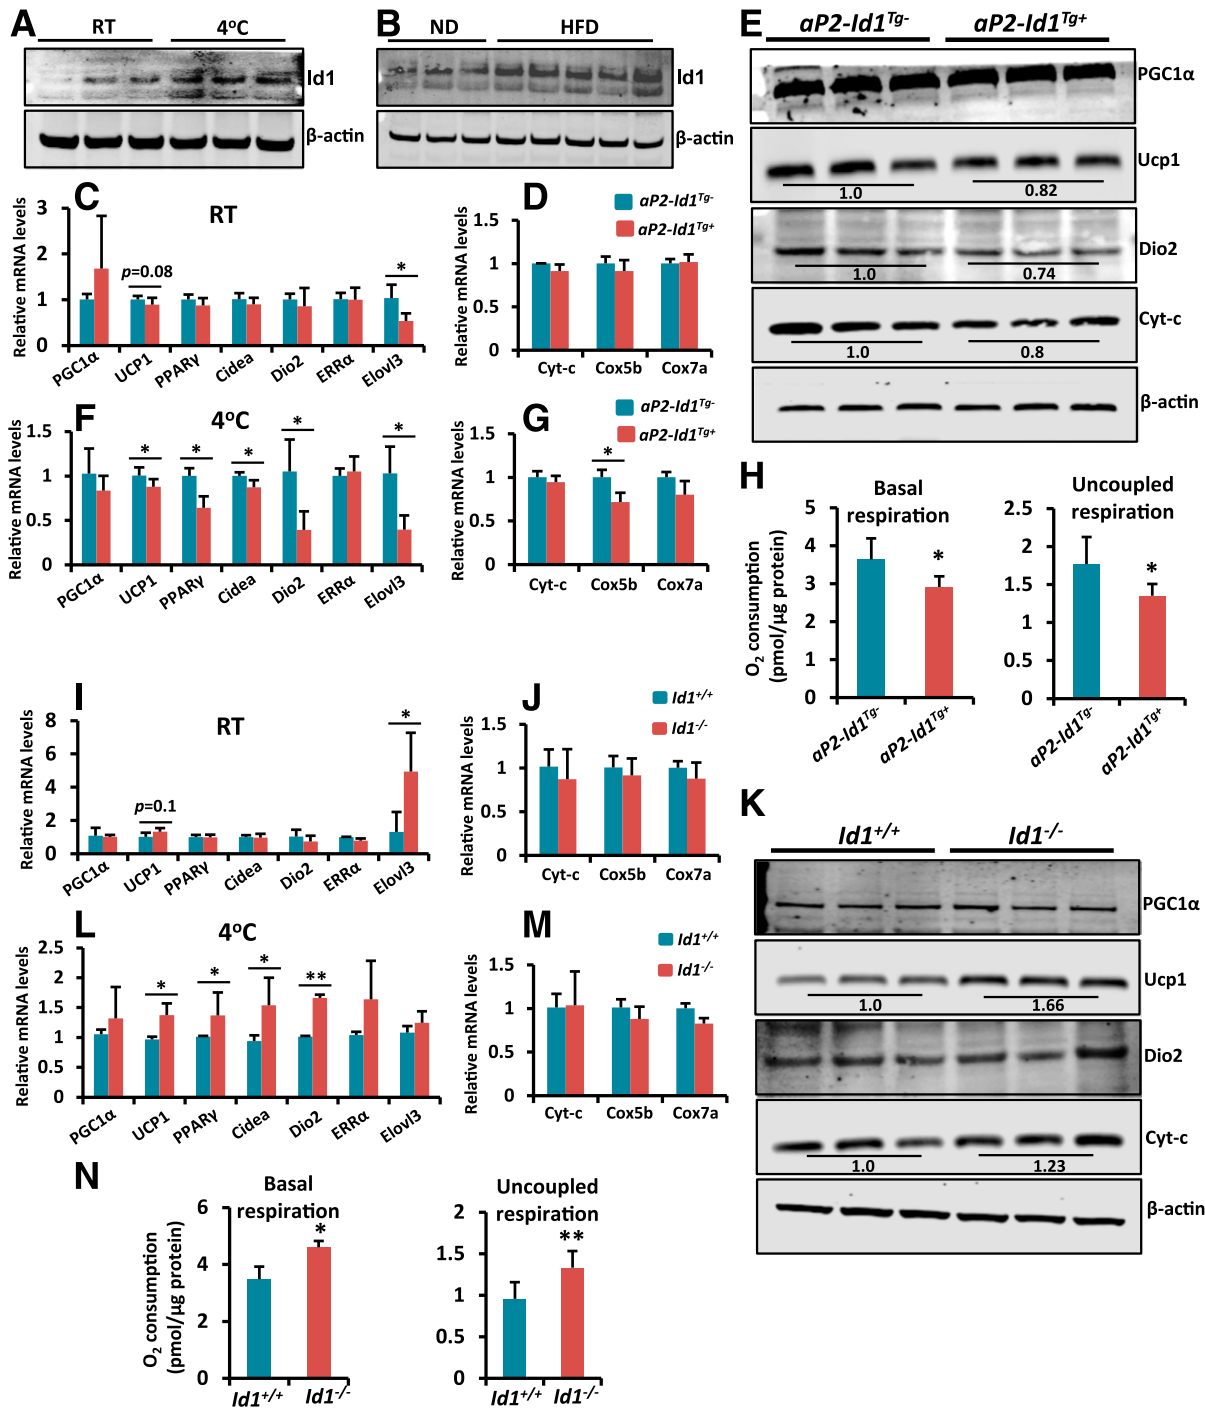 A
RT
4°C
Id1
β-actin
B
ND
HFD
Id1
β-actin
C
RT
Relative mRNA levels
3
2
1
0
p=0.08
*
PGC1α
UCP1
PPARγ
Cidea
Dio2
ERRα
Elovl3
D
aP2-Id1Tg-
aP2-Id1Tg+
Relative mRNA levels
1.5
1
0.5
0
Cyt-c
Cox5b
Cox7a
E
aP2-Id1Tg-
aP2-Id1Tg+
PGC1α
Ucp1
1.0
0.82
Dio2
1.0
0.74
Cyt-c
1.0
0.8
β-actin
F
4°C
Relative mRNA levels
1.5
1
0.5
0
*
*
*
*
*
PGC1α
UCP1
PPARγ
Cidea
Dio2
ERRα
Elovl3
G
aP2-Id1Tg-
aP2-Id1Tg+
Relative mRNA levels
1.5
1
0.5
0
*
Cyt-c
Cox5b
Cox7a
H
Basal
respiration
O2 consumption
(pmol/µg protein)
5
4
3
2
1
0
*
aP2-Id1Tg-
aP2-Id1Tg+
Uncoupled
respiration
2.5
2
1.5
1
0.5
0
*
aP2-Id1Tg-
aP2-Id1Tg+
I
RT
Relative mRNA levels
8
6
4
2
0
p=0.1
*
PGC1α
UCP1
PPARγ
Cidea
Dio2
ERRα
Elovl3
J
Id1+/+
Id1-/-
Relative mRNA levels
1.5
1
0.5
0
Cyt-c
Cox5b
Cox7a
K
Id1+/+
Id1-/-
PGC1α
Ucp1
1.0
1.66
Dio2
Cyt-c
1.0
1.23
β-actin
L
4°C
Relative mRNA levels
2.5
2
1.5
1
0.5
0
*
*
*
**
PGC1α
UCP1
PPARγ
Cidea
Dio2
ERRα
Elovl3
M
Id1+/+
Id1-/-
Relative mRNA levels
1.5
1
0.5
0
Cyt-c
Cox5b
Cox7a
N
Basal
respiration
O2 consumption
(pmol/µg protein)
6
4
2
0
*
Id1+/+
Id1-/-
Uncoupled
respiration
2
1.5
1
0.5
0
**
Id1+/+
Id1-/-